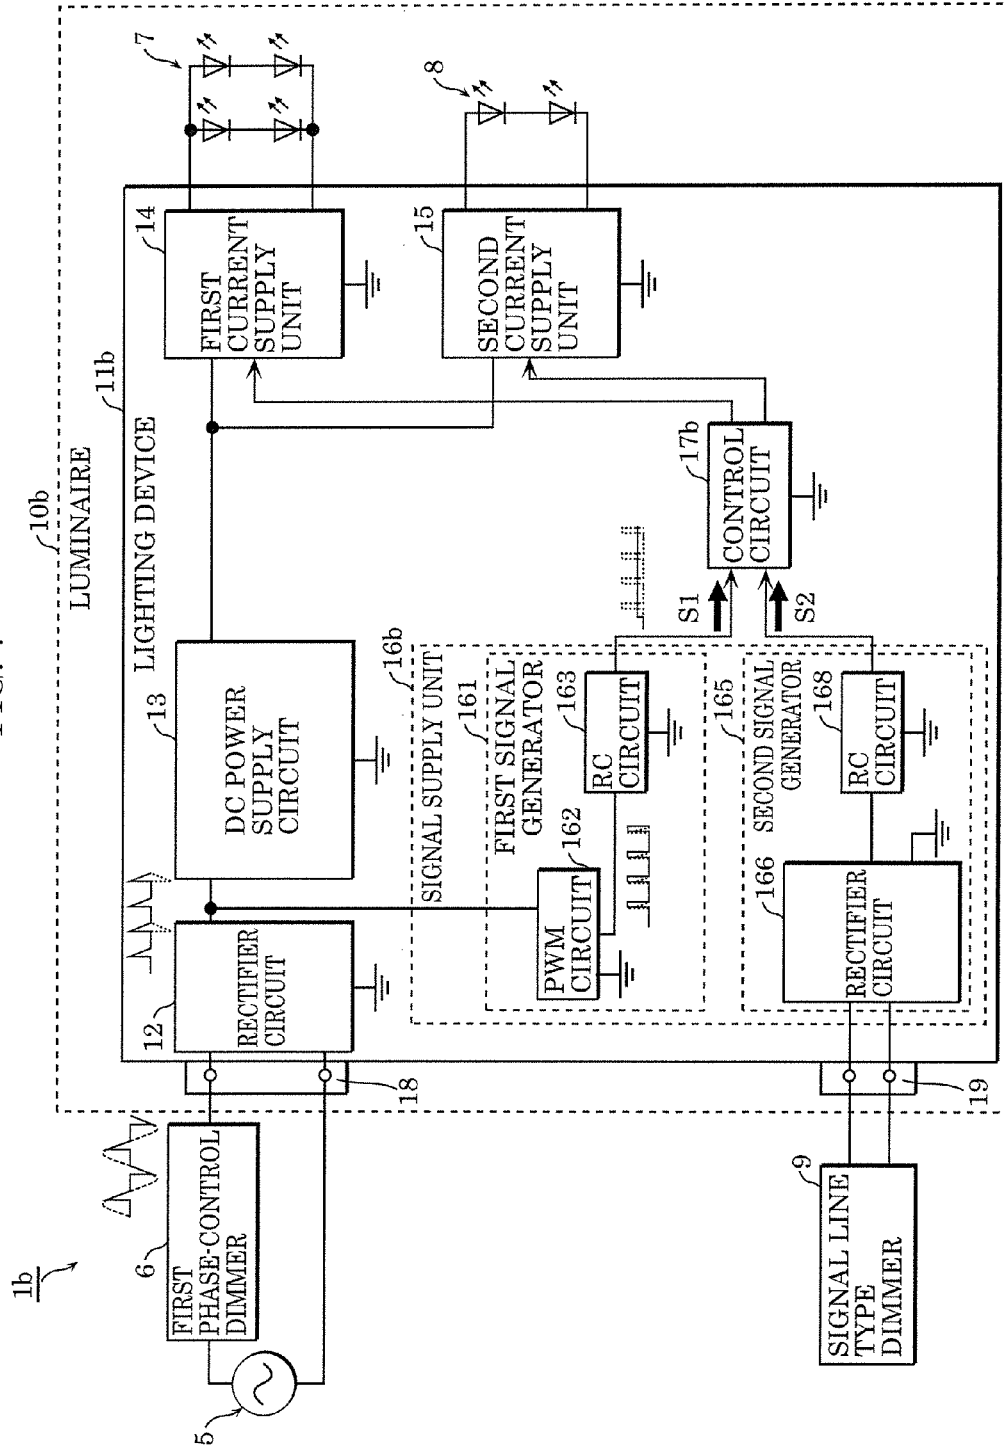 1b
10b
LUMINAIRE
11b
LIGHTING DEVICE
5
6
FIRST
PHASE-CONTROL
DIMMER
18
12
RECTIFIER
CIRCUIT
13
DC POWER
SUPPLY
CIRCUIT
14
FIRST
CURRENT
SUPPLY
UNIT
7
15
SECOND
CURRENT
SUPPLY
UNIT
8
16b
SIGNAL SUPPLY UNIT
161
FIRST SIGNAL
GENERATOR
162
PWM
CIRCUIT
163
RC
CIRCUIT
S1
S2
17b
CONTROL
CIRCUIT
165
SECOND SIGNAL
GENERATOR
166
RECTIFIER
CIRCUIT
168
RC
CIRCUIT
9
SIGNAL LINE
TYPE
DIMMER
19